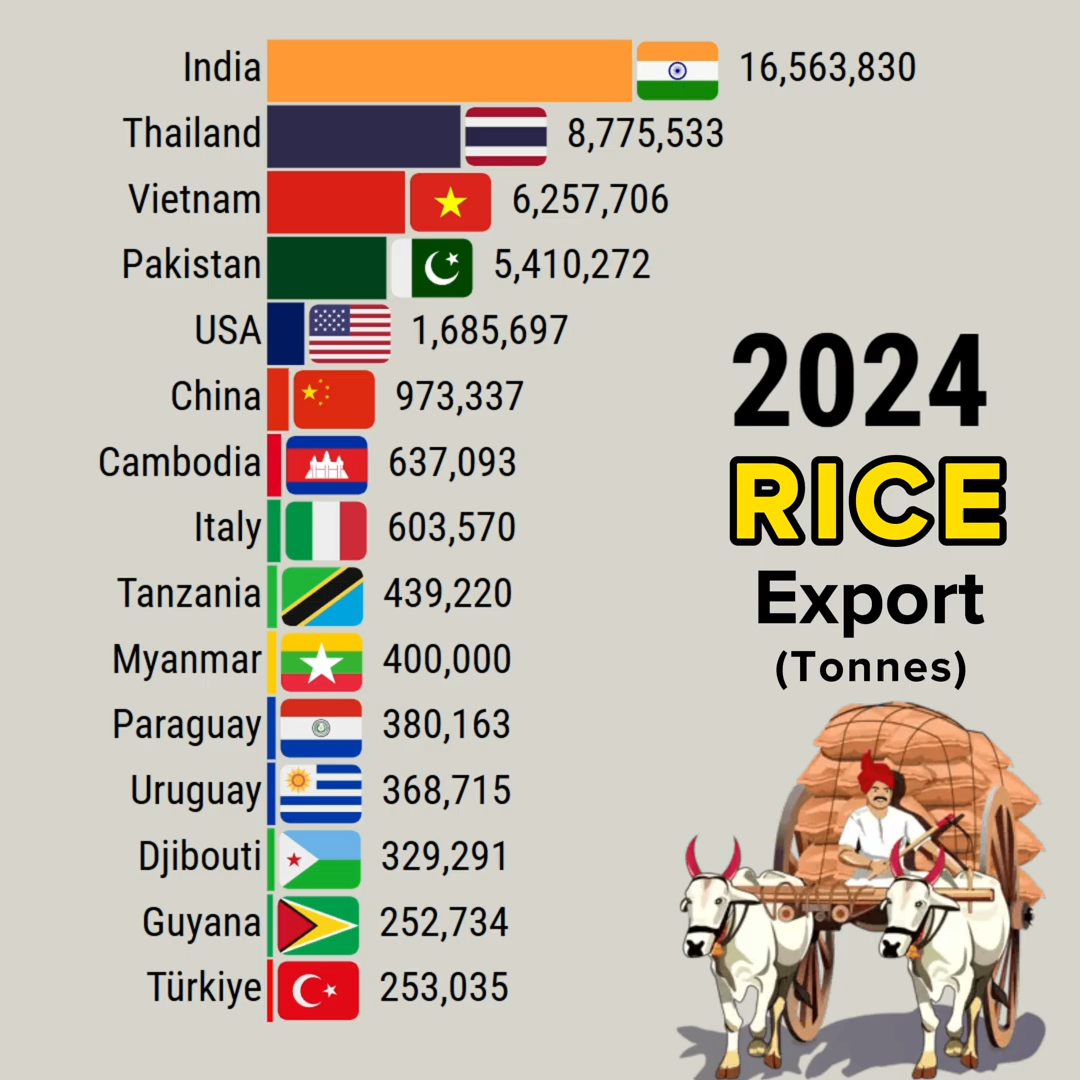 India 16,563,830
Thailand 8,775,533
Vietnam 6,257,706
Pakistan 5,410,272
USA 1,685,697
China 973,337
Cambodia 637,093
Italy 603,570
Tanzania 439,220
Myanmar 400,000
Paraguay 380,163
Uruguay 368,715
Djibouti 329,291
Guyana 252,734
Türkiye 253,035
2024
RICE
Export
(Tonnes)